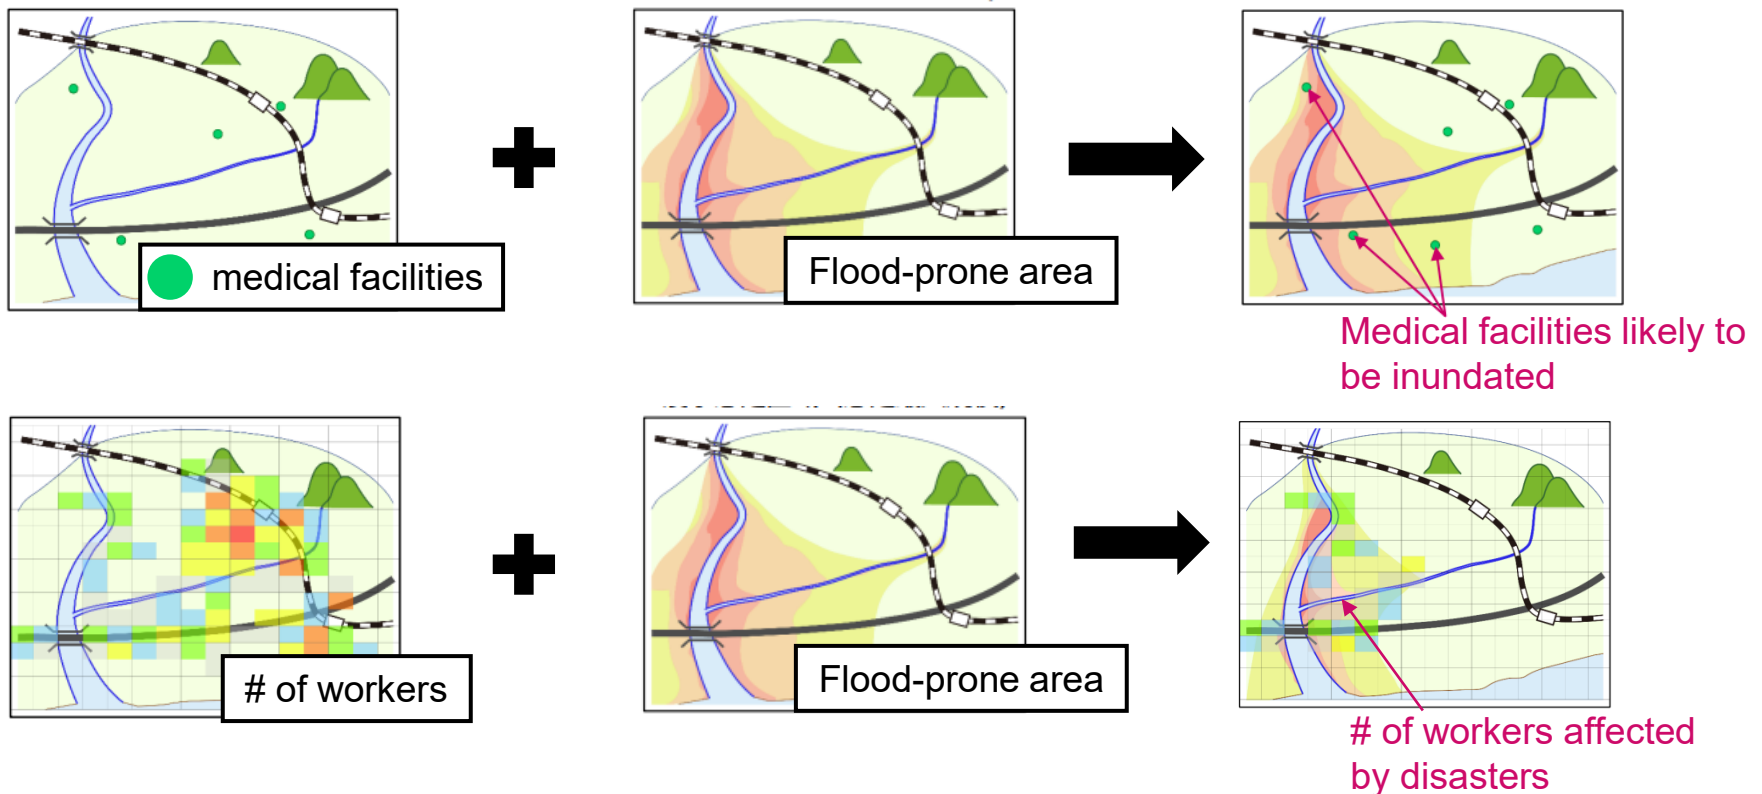 medical facilities
Flood-prone area
Medical facilities likely to
be inundated
# of workers
Flood-prone area
# of workers affected
by disasters